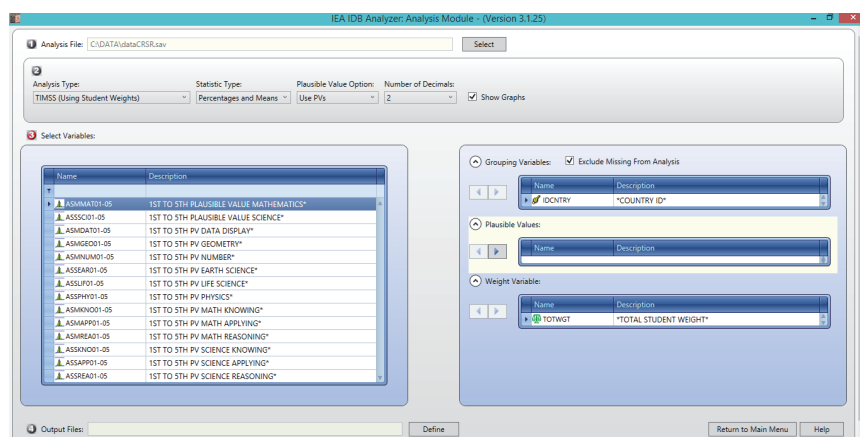 IEA IDB Analyzer: Analysis Module - (Version 3.1.25)
1 Analysis File: C:\DATA\dataCRSR.sav Select
2
Analysis Type: Statistic Type: Plausible Value Option: Number of Decimals:
TIMSS (Using Student Weights) Percentages and Means Use PVs 2 Show Graphs
3 Select Variables:
Name Description
ASMMAT01-05 1ST TO 5TH PLAUSIBLE VALUE MATHEMATICS*
ASSSCI01-05 1ST TO 5TH PLAUSIBLE VALUE SCIENCE*
ASMDAT01-05 1ST TO 5TH PV DATA DISPLAY*
ASMGEO01-05 1ST TO 5TH PV GEOMETRY*
ASMNUM01-05 1ST TO 5TH PV NUMBER*
ASSEAR01-05 1ST TO 5TH PV EARTH SCIENCE*
ASSLIF01-05 1ST TO 5TH PV LIFE SCIENCE*
ASSPHY01-05 1ST TO 5TH PV PHYSICS*
ASMKNO01-05 1ST TO 5TH PV MATH KNOWING*
ASMAPP01-05 1ST TO 5TH PV MATH APPLYING*
ASMREA01-05 1ST TO 5TH PV MATH REASONING*
ASSKNO01-05 1ST TO 5TH PV SCIENCE KNOWING*
ASSAPP01-05 1ST TO 5TH PV SCIENCE APPLYING*
ASSREA01-05 1ST TO 5TH PV SCIENCE REASONING*
Grouping Variables: Exclude Missing From Analysis
Name Description
IDCNTRY *COUNTRY ID*
Plausible Values:
Name Description
Weight Variable:
Name Description
TOTWGT *TOTAL STUDENT WEIGHT*
4 Output Files: Define Return to Main Menu Help